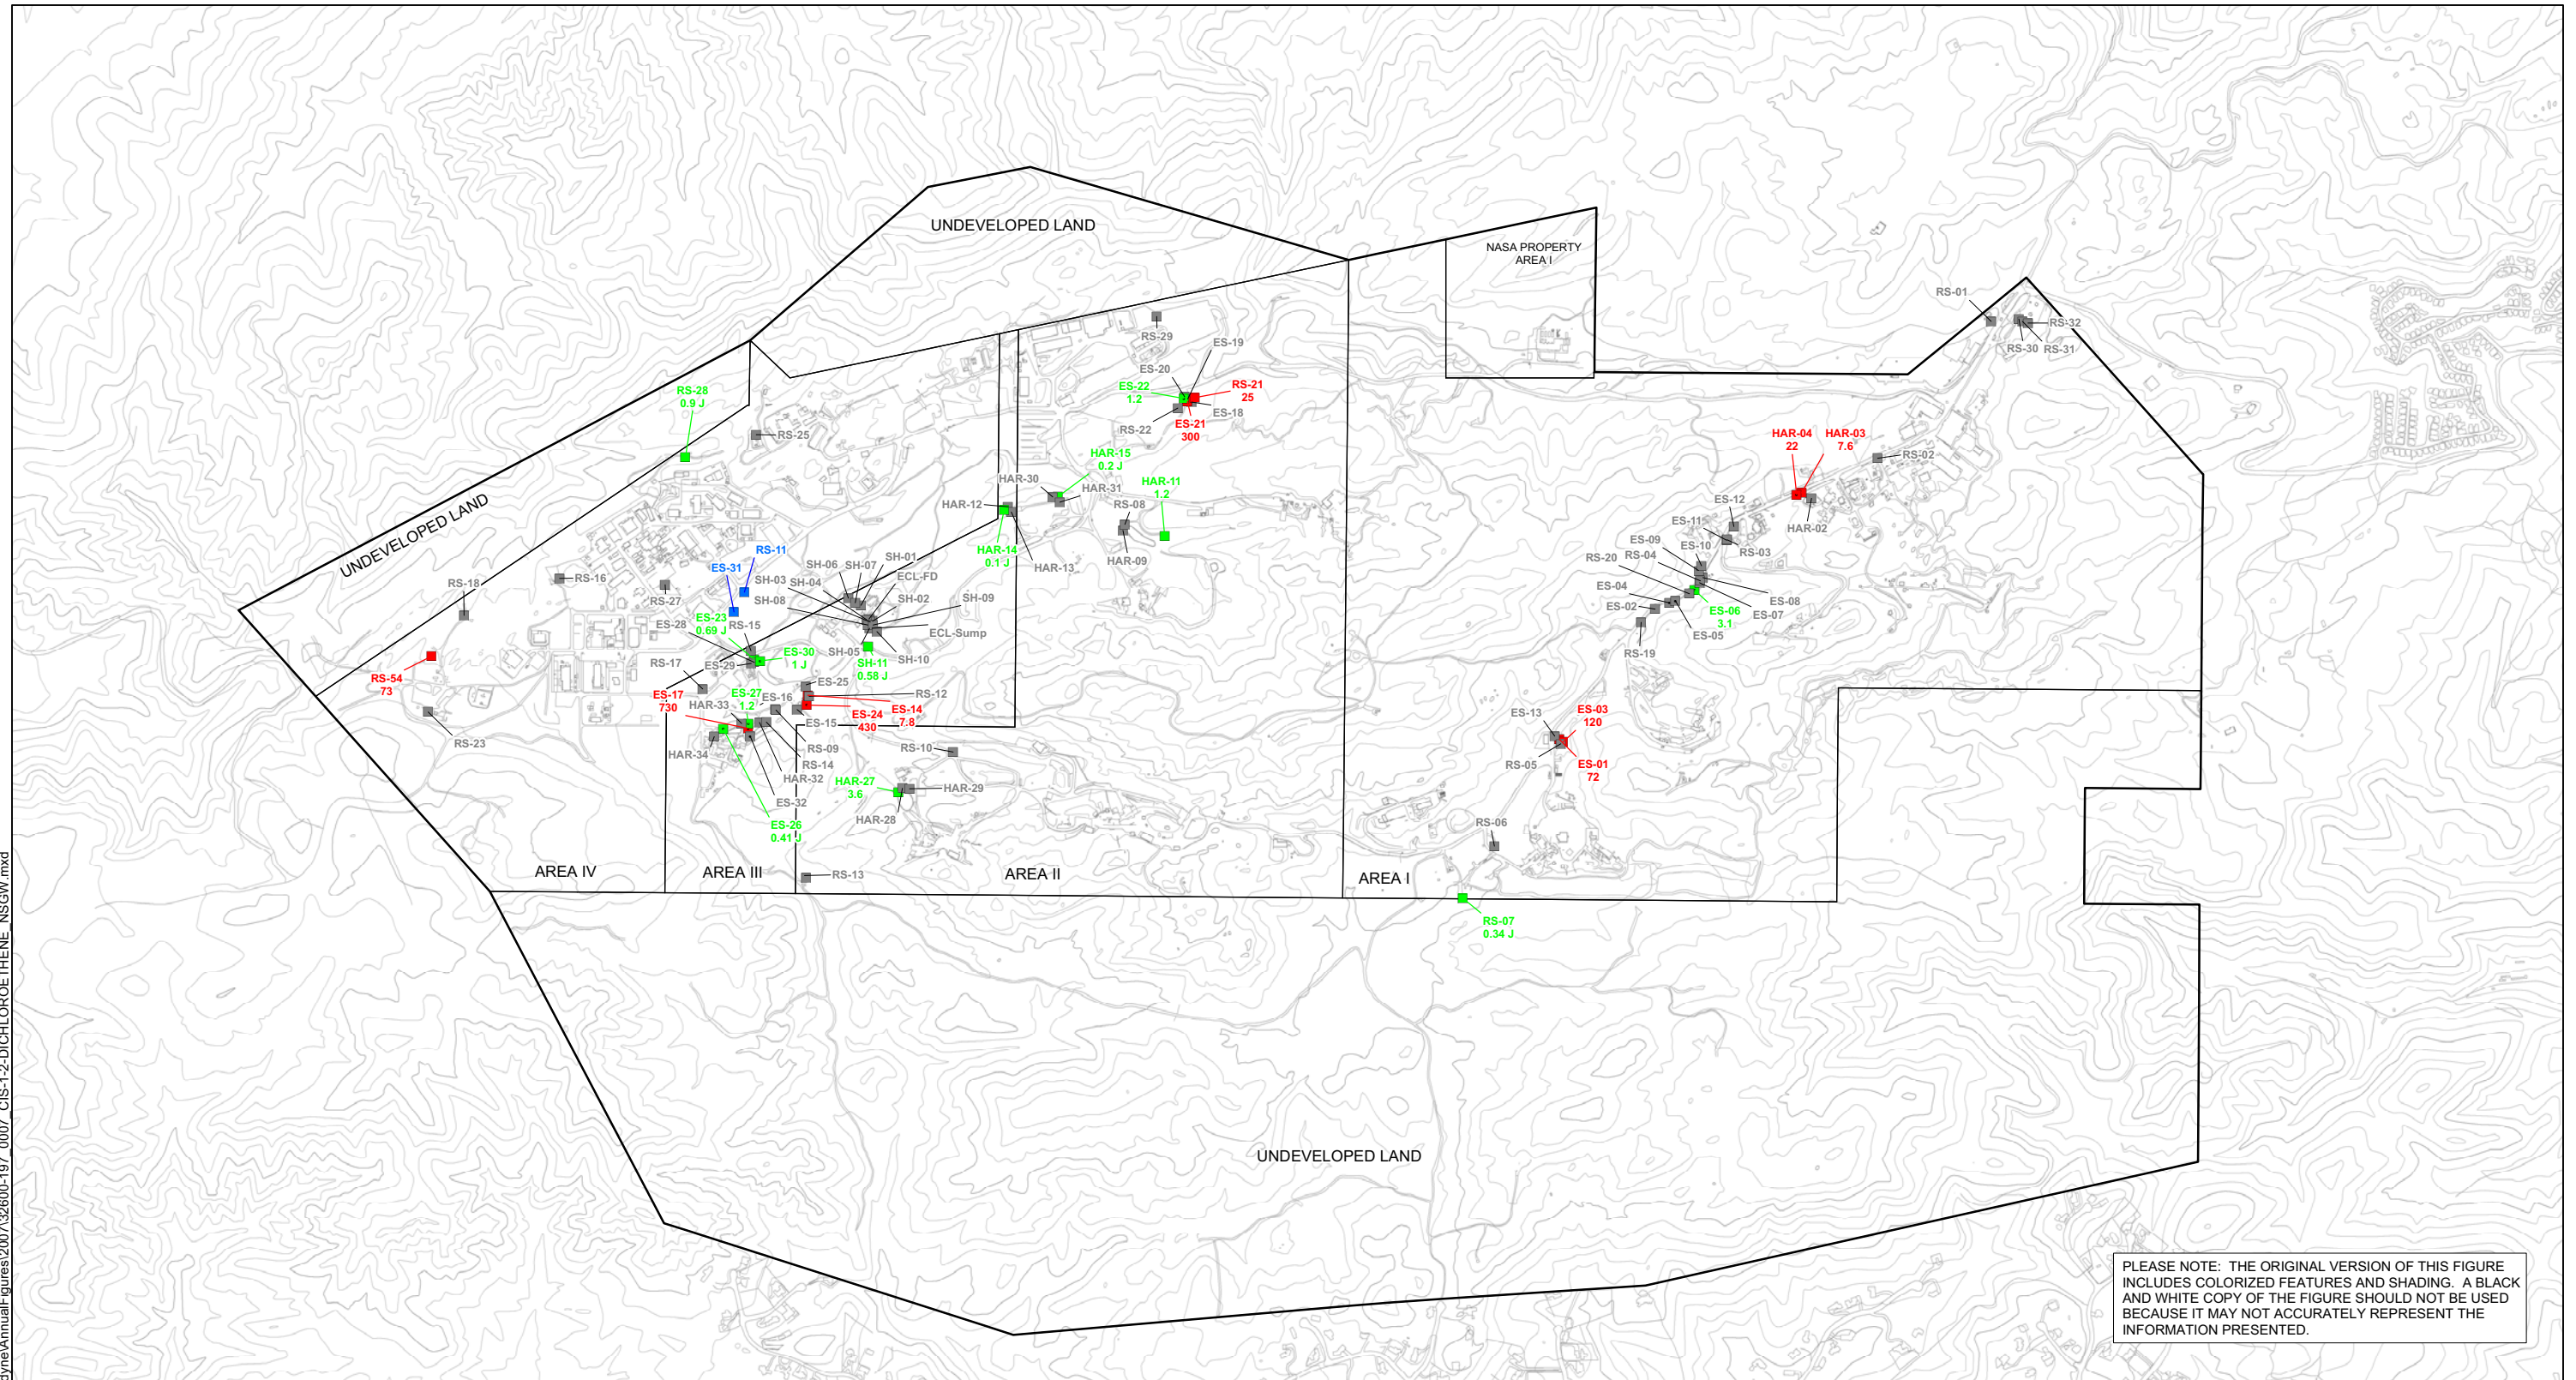 UNDEVELOPED LAND
NASA PROPERTY
AREA I
RS-01
RS-32
RS-30
RS-31
RS-29
ES-19
ES-20
ES-22
1.2
RS-21
25
ES-18
RS-22
ES-21
300
RS-28
0.9 J
RS-25
HAR-04
22
HAR-03
7.6
RS-02
HAR-02
HAR-15
0.2 J
HAR-30
HAR-31
HAR-11
1.2
HAR-12
RS-08
HAR-09
HAR-14
0.1 J
HAR-13
ES-12
ES-11
RS-03
ES-09
ES-10
RS-20
RS-04
ES-04
ES-02
ES-08
ES-07
ES-06
3.1
ES-05
RS-19
UNDEVELOPED LAND
RS-18
RS-16
RS-27
RS-11
ES-31
SH-01
SH-06
SH-07
SH-03
SH-04
ECL-FD
SH-08
SH-02
SH-09
ECL-Sump
SH-05
SH-10
SH-11
0.58 J
ES-23
0.69 J
RS-15
ES-28
ES-30
1 J
ES-29
RS-17
RS-54
73
RS-23
ES-17
730
ES-27
1.2
ES-16
ES-25
RS-12
ES-14
7.8
ES-24
430
ES-15
HAR-33
HAR-34
RS-09
RS-14
HAR-32
ES-32
ES-26
0.41 J
RS-10
HAR-27
3.6
HAR-29
HAR-28
ES-13
ES-03
120
RS-05
ES-01
72
RS-06
RS-07
0.34 J
RS-13
AREA IV
AREA III
AREA II
AREA I
UNDEVELOPED LAND
PLEASE NOTE: THE ORIGINAL VERSION OF THIS FIGURE
INCLUDES COLORIZED FEATURES AND SHADING. A BLACK
AND WHITE COPY OF THE FIGURE SHOULD NOT BE USED
BECAUSE IT MAY NOT ACCURATELY REPRESENT THE
INFORMATION PRESENTED.
dyne\AnnualFigures\2007\32600-197_0007_CIS-1-2-DICHLOROETHENE_NSGW.mxd